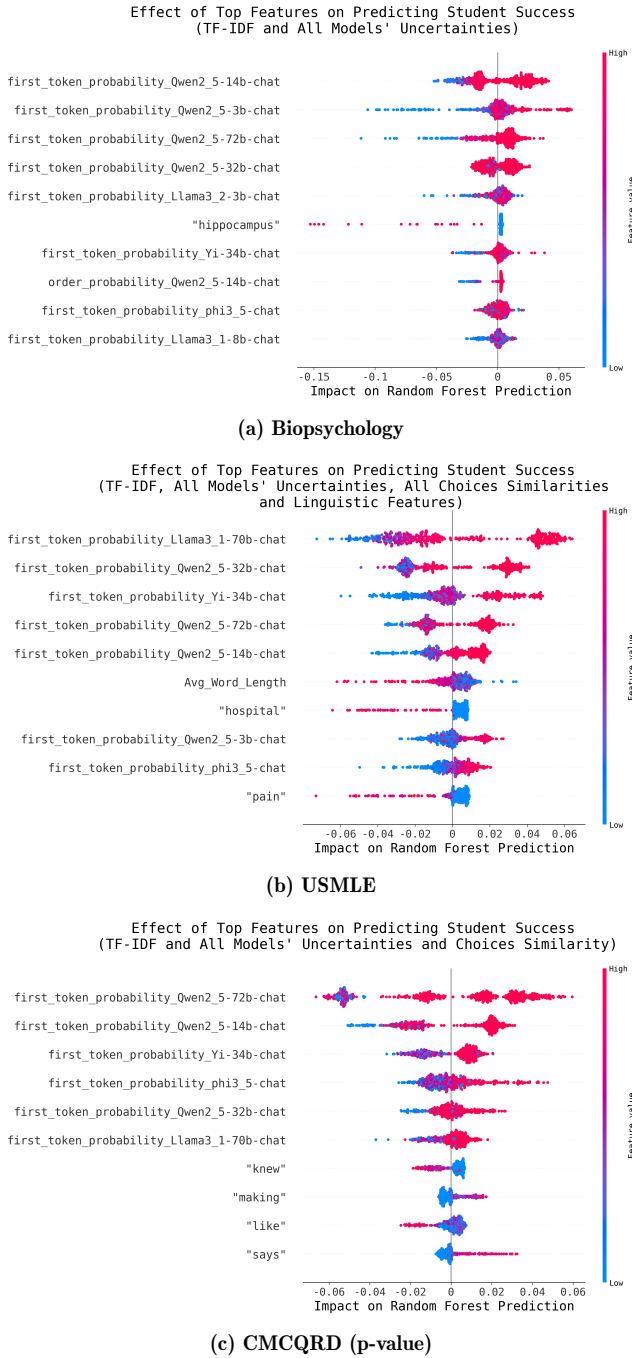 Effect of Top Features on Predicting Student Success
(TF-IDF and All Models' Uncertainties)
High
first_token_probability_Qwen2_5-14b-chat
first_token_probability_Qwen2_5-3b-chat
first_token_probability_Qwen2_5-72b-chat
first_token_probability_Qwen2_5-32b-chat
first_token_probability_Llama3_2-3b-chat
"hippocampus"
first_token_probability_Yi-34b-chat
order_probability_Qwen2_5-14b-chat
first_token_probability_phi3_5-chat
first_token_probability_Llama3_1-8b-chat
Feature value
Low
-0.15 -0.1 -0.05 0 0.05
Impact on Random Forest Prediction
(a) Biopsychology
Effect of Top Features on Predicting Student Success
(TF-IDF, All Models' Uncertainties, All Choices Similarities
and Linguistic Features)
High
first_token_probability_Llama3_1-70b-chat
first_token_probability_Qwen2_5-32b-chat
first_token_probability_Yi-34b-chat
first_token_probability_Qwen2_5-72b-chat
first_token_probability_Qwen2_5-14b-chat
Avg_Word_Length
"hospital"
first_token_probability_Qwen2_5-3b-chat
first_token_probability_phi3_5-chat
"pain"
Feature value
Low
-0.06 -0.04 -0.02 0 0.02 0.04 0.06
Impact on Random Forest Prediction
(b) USMLE
Effect of Top Features on Predicting Student Success
(TF-IDF and All Models' Uncertainties and Choices Similarity)
High
first_token_probability_Qwen2_5-72b-chat
first_token_probability_Qwen2_5-14b-chat
first_token_probability_Yi-34b-chat
first_token_probability_phi3_5-chat
first_token_probability_Qwen2_5-32b-chat
first_token_probability_Llama3_1-70b-chat
"knew"
"making"
"like"
"says"
Feature value
Low
-0.06 -0.04 -0.02 0 0.02 0.04 0.06
Impact on Random Forest Prediction
(c) CMCQRD (p-value)